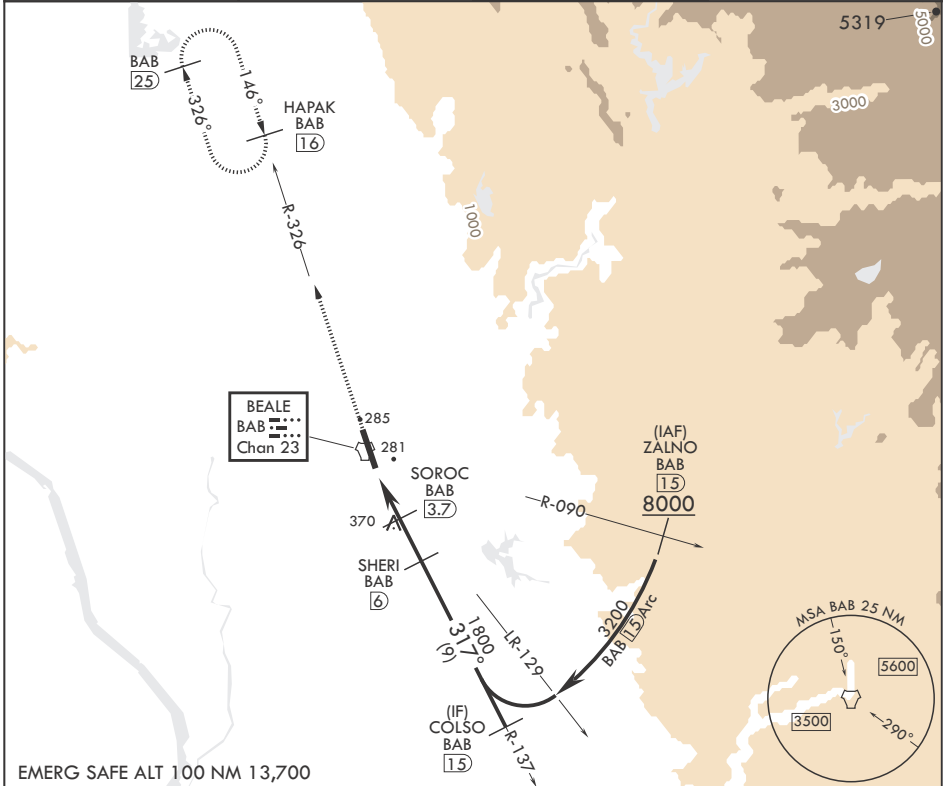 5319
5000
BAB
25
146°
326°
HAPAK
BAB
16
3000
1000
R-326
BEALE
BAB
Chan 23
285
281
(IAF)
ZALNO
BAB
15
8000
SOROC
BAB
3.7
R-090
370
SHERI
BAB
6
3200
BAB 15 Arc
1800
317°
(9)
LR-129
MSA BAB 25 NM
150°
5600
3500
290°
(IF)
COLSO
BAB
15
R-137
EMERG SAFE ALT 100 NM 13,700